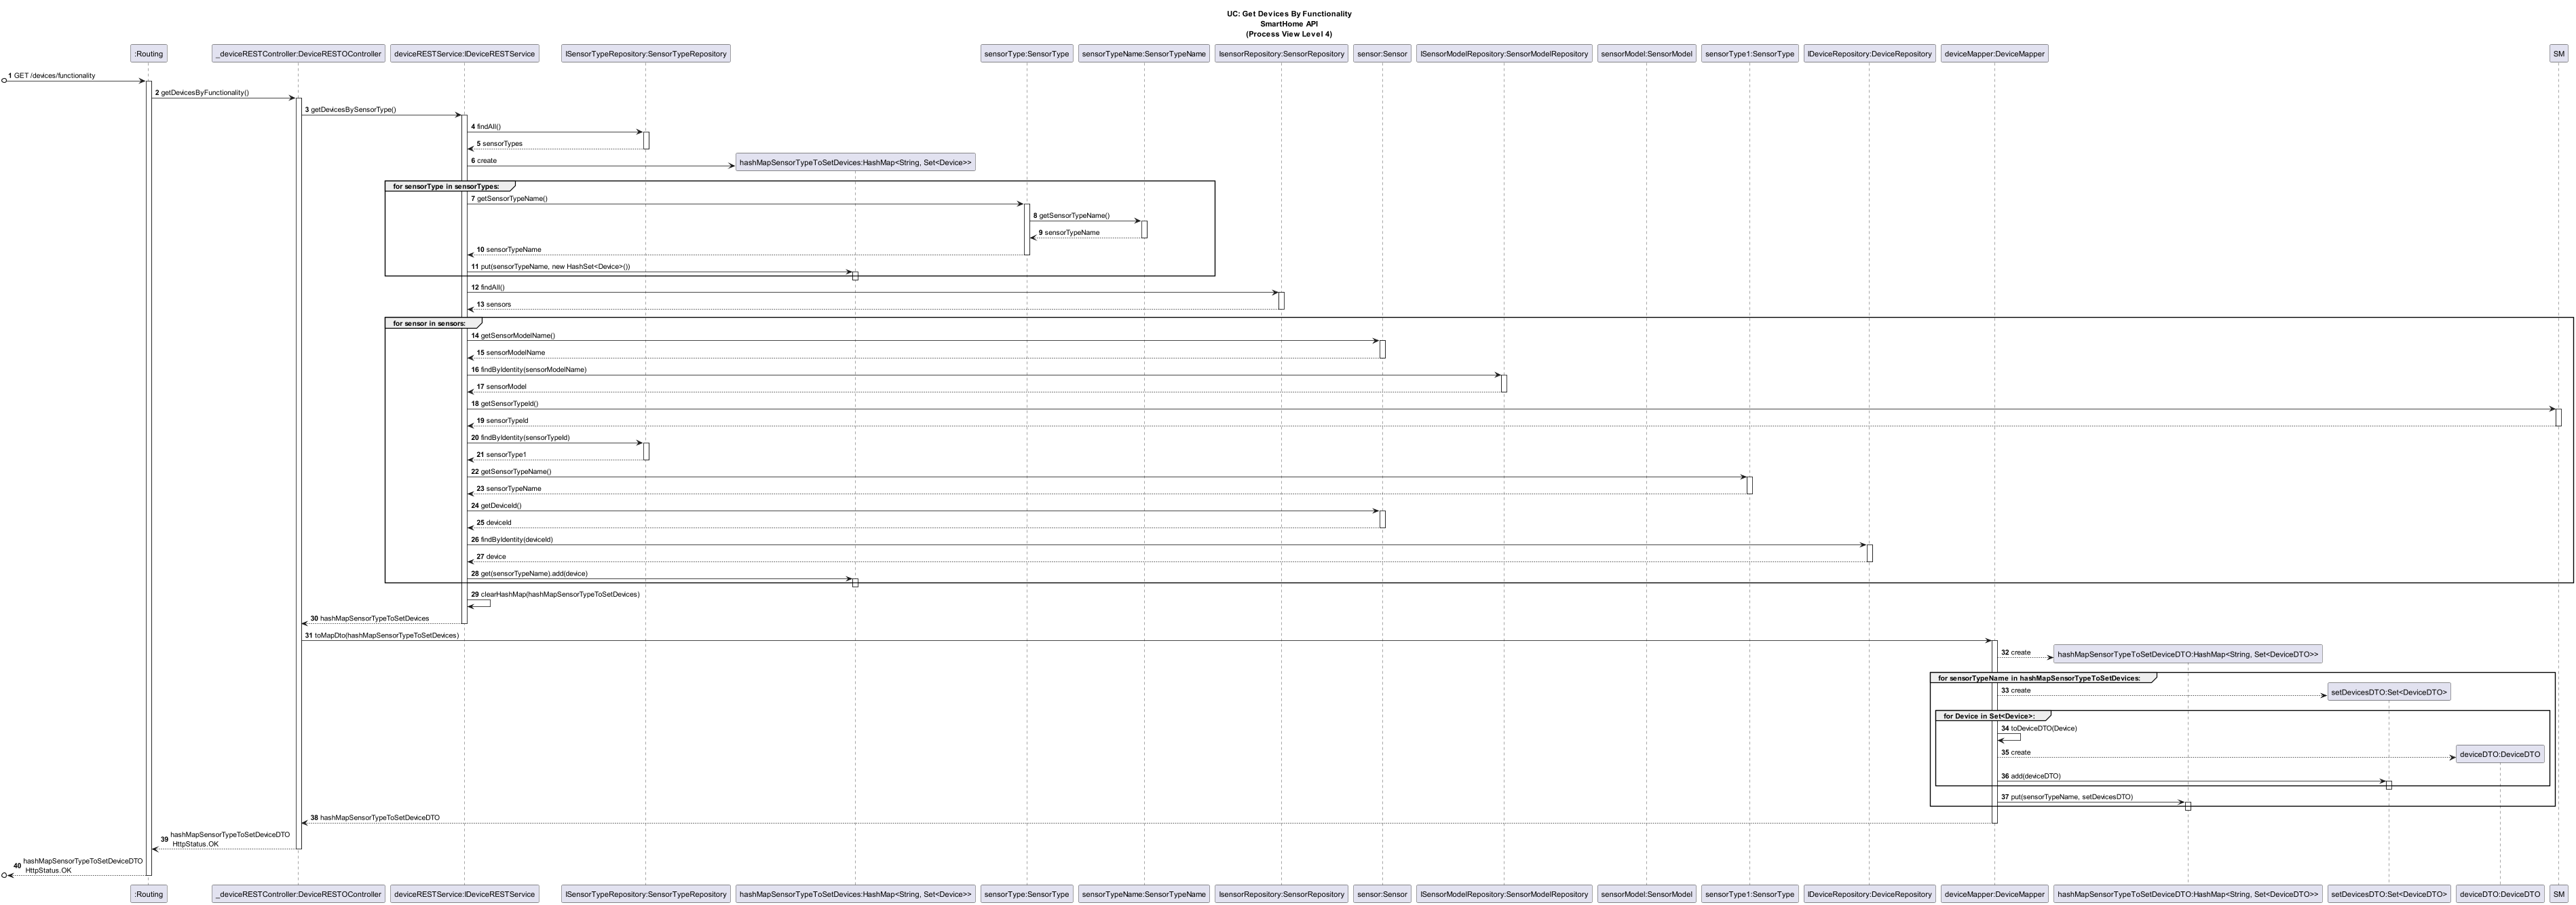 UC: Get Devices By Functionality
SmartHome API
(Process View Level 4)
:Routing
_deviceRESTController:DeviceRESTOController
deviceRESTService:IDeviceRESTService
ISensorTypeRepository:SensorTypeRepository
sensorType:SensorType
sensorTypeName:SensorTypeName
IsensorRepository:SensorRepository
sensor:Sensor
ISensorModelRepository:SensorModelRepository
sensorModel:SensorModel
sensorType1:SensorType
IDeviceRepository:DeviceRepository
deviceMapper:DeviceMapper
SM
1 GET /devices/functionality
2 getDevicesByFunctionality()
3 getDevicesBySensorType()
4 findAll()
5 sensorTypes
6 create
hashMapSensorTypeToSetDevices:HashMap<String, Set<Device>>
for sensorType in sensorTypes:
7 getSensorTypeName()
8 getSensorTypeName()
9 sensorTypeName
10 sensorTypeName
11 put(sensorTypeName, new HashSet<Device>())
12 findAll()
13 sensors
for sensor in sensors:
14 getSensorModelName()
15 sensorModelName
16 findByIdentity(sensorModelName)
17 sensorModel
18 getSensorTypeId()
19 sensorTypeId
20 findByIdentity(sensorTypeId)
21 sensorType1
22 getSensorTypeName()
23 sensorTypeName
24 getDeviceId()
25 deviceId
26 findByIdentity(deviceId)
27 device
28 get(sensorTypeName).add(device)
29 clearHashMap(hashMapSensorTypeToSetDevices)
30 hashMapSensorTypeToSetDevices
31 toMapDto(hashMapSensorTypeToSetDevices)
32 create
hashMapSensorTypeToSetDeviceDTO:HashMap<String, Set<DeviceDTO>>
for sensorTypeName in hashMapSensorTypeToSetDevices:
33 create
setDevicesDTO:Set<DeviceDTO>
for Device in Set<Device>:
34 toDeviceDTO(Device)
35 create
deviceDTO:DeviceDTO
36 add(deviceDTO)
37 put(sensorTypeName, setDevicesDTO)
38 hashMapSensorTypeToSetDeviceDTO
39 hashMapSensorTypeToSetDeviceDTO
HttpStatus.OK
40 hashMapSensorTypeToSetDeviceDTO
HttpStatus.OK
:Routing
_deviceRESTController:DeviceRESTOController
deviceRESTService:IDeviceRESTService
ISensorTypeRepository:SensorTypeRepository
hashMapSensorTypeToSetDevices:HashMap<String, Set<Device>>
sensorType:SensorType
sensorTypeName:SensorTypeName
IsensorRepository:SensorRepository
sensor:Sensor
ISensorModelRepository:SensorModelRepository
sensorModel:SensorModel
sensorType1:SensorType
IDeviceRepository:DeviceRepository
deviceMapper:DeviceMapper
hashMapSensorTypeToSetDeviceDTO:HashMap<String, Set<DeviceDTO>>
setDevicesDTO:Set<DeviceDTO>
deviceDTO:DeviceDTO
SM